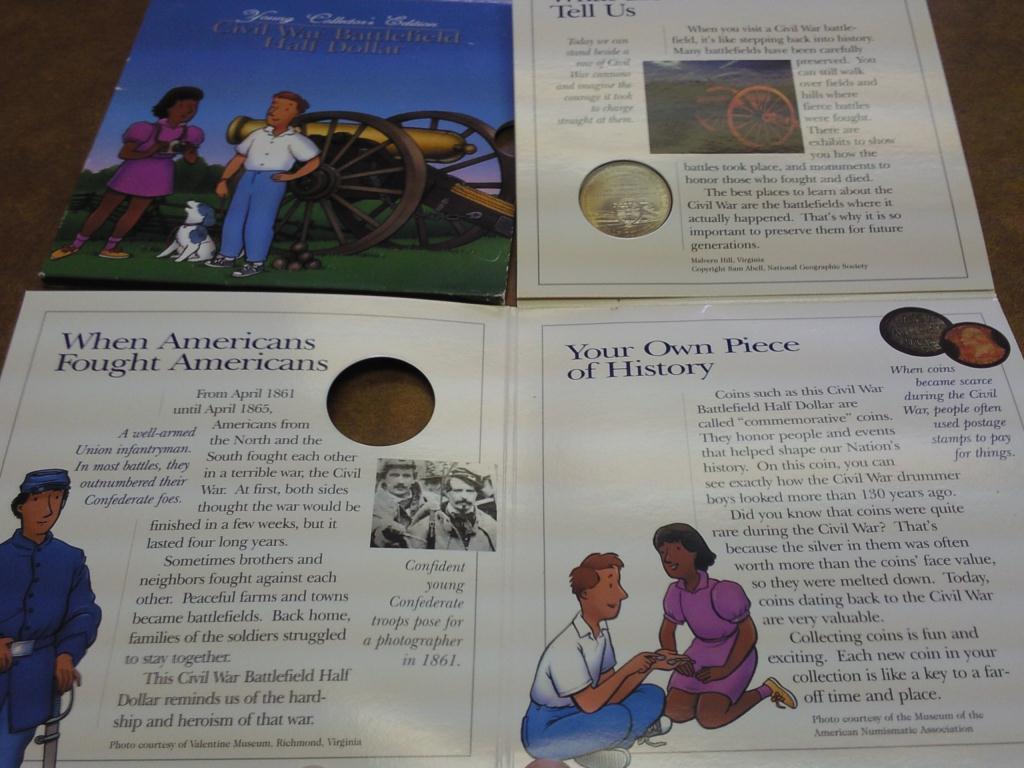 Young Collector's Edition
Civil War Battlefield
Half Dollar
Tell Us
Today we can
stand beside a
row of Civil
War cannons
and imagine the
courage it took
to charge
straight at them.
When you visit a Civil War battle-
field, it's like stepping back into history.
Many battlefields have been carefully
preserved. You
can still walk
over fields and
hills where
fierce battles
were fought.
There are
exhibits to show
you how the
battles took place, and monuments to
honor those who fought and died.
The best places to learn about the
Civil War are the battlefields where it
actually happened. That's why it is so
important to preserve them for future
generations.
Malvern Hill, Virginia
Copyright Sam Abell, National Geographic Society
When Americans
Fought Americans
From April 1861
until April 1865,
Americans from
the North and the
South fought each other
in a terrible war, the Civil
War. At first, both sides
thought the war would be
finished in a few weeks, but it
lasted four long years.
Sometimes brothers and
neighbors fought against each
other. Peaceful farms and towns
became battlefields. Back home,
families of the soldiers struggled
to stay together.
This Civil War Battlefield Half
Dollar reminds us of the hard-
ship and heroism of that war.
A well-armed
Union infantryman.
In most battles, they
outnumbered their
Confederate foes.
Confident
young
Confederate
troops pose for
a photographer
in 1861.
Photo courtesy of Valentine Museum, Richmond, Virginia
Your Own Piece
of History
Coins such as this Civil War
Battlefield Half Dollar are
called "commemorative" coins.
They honor people and events
that helped shape our Nation's
history. On this coin, you can
see exactly how the Civil War drummer
boys looked more than 130 years ago.
Did you know that coins were quite
rare during the Civil War? That's
because the silver in them was often
worth more than the coins' face value,
so they were melted down. Today,
coins dating back to the Civil War
are very valuable.
Collecting coins is fun and
exciting. Each new coin in your
collection is like a key to a far-
off time and place.
When coins
became scarce
during the Civil
War, people often
used postage
stamps to pay
for things.
Photo courtesy of the Museum of the
American Numismatic Association